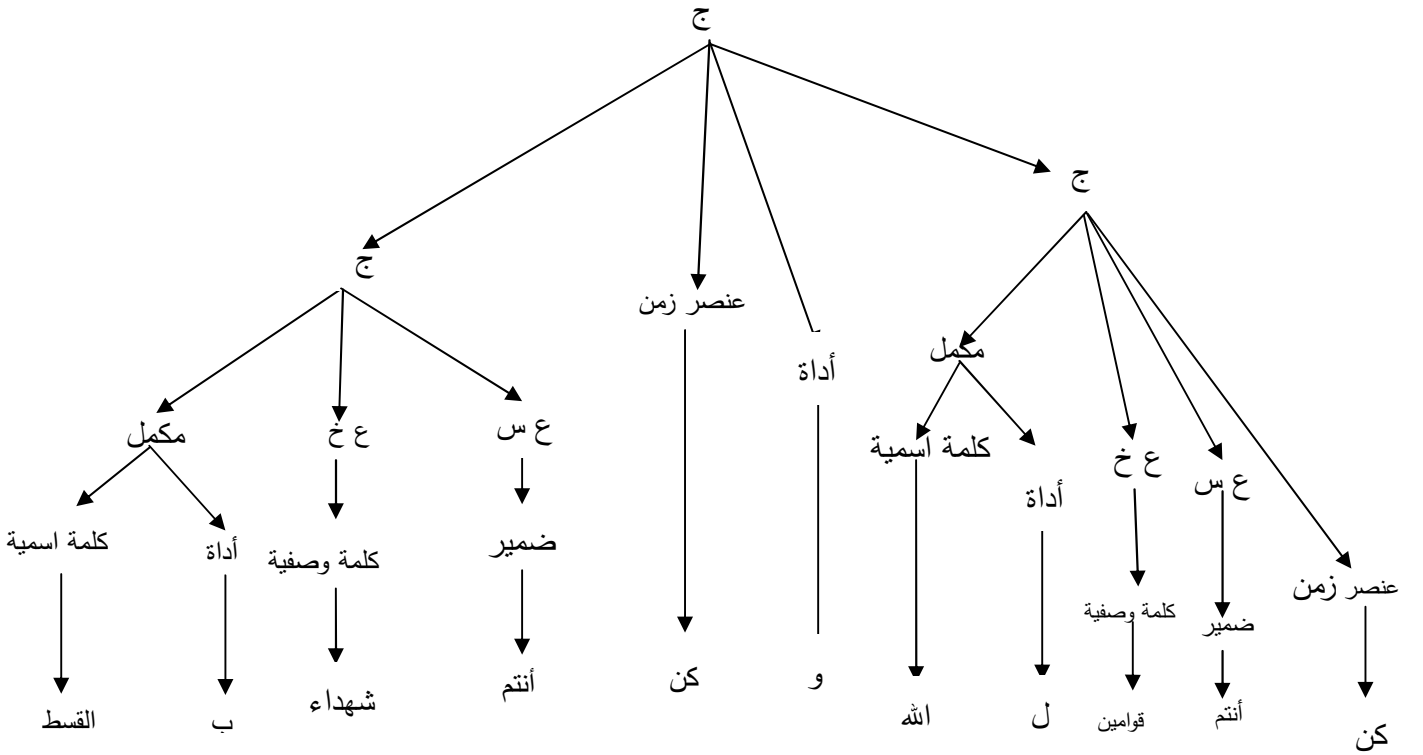 ج
ج
ج
عنصر زمن
مكمل
أداة
ع س
ع خ
مكمل
كلمة اسمية
ع خ
ع س
أداة
ضمير
كلمة وصفية
أداة
كلمة اسمية
عنصر زمن
كلمة وصفية
ضمير
كن
أنتم
قوامين
ل
الله
و
كن
أنتم
شهداء
ب
القسط